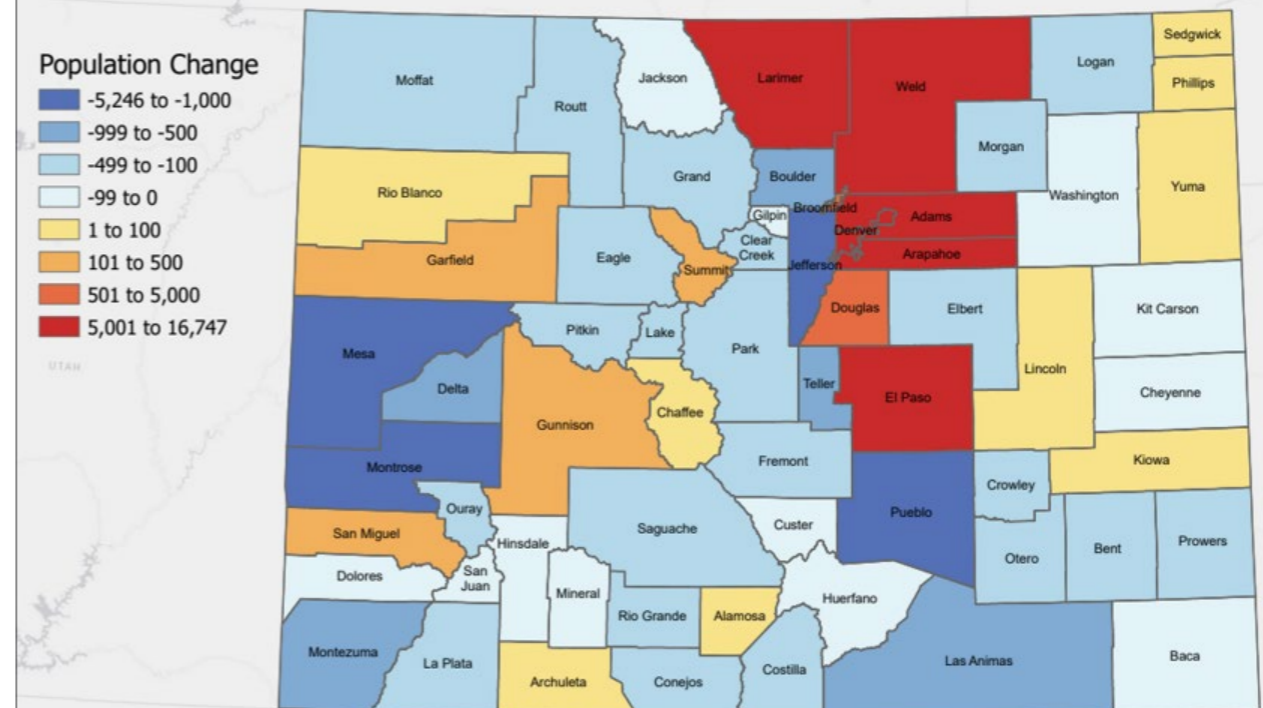 Population Change
-5,246 to -1,000
-999 to -500
-499 to -100
-99 to 0
1 to 100
101 to 500
501 to 5,000
5,001 to 16,747
UTAH
Moffat
Routt
Jackson
Larimer
Weld
Logan
Sedgwick
Phillips
Rio Blanco
Grand
Boulder
Morgan
Washington
Yuma
Gilpin
Broomfield
Adams
Denver
Garfield
Eagle
Summit
Clear
Creek
Jefferson
Arapahoe
Mesa
Pitkin
Lake
Park
Douglas
Elbert
Kit Carson
Delta
Gunnison
Chaffee
Teller
El Paso
Lincoln
Cheyenne
Montrose
Fremont
Kiowa
Ouray
Saguache
Custer
Pueblo
Crowley
San Miguel
Hinsdale
Otero
Bent
Prowers
Dolores
San
Juan
Mineral
Rio Grande
Alamosa
Huerfano
Montezuma
La Plata
Archuleta
Conejos
Costilla
Las Animas
Baca